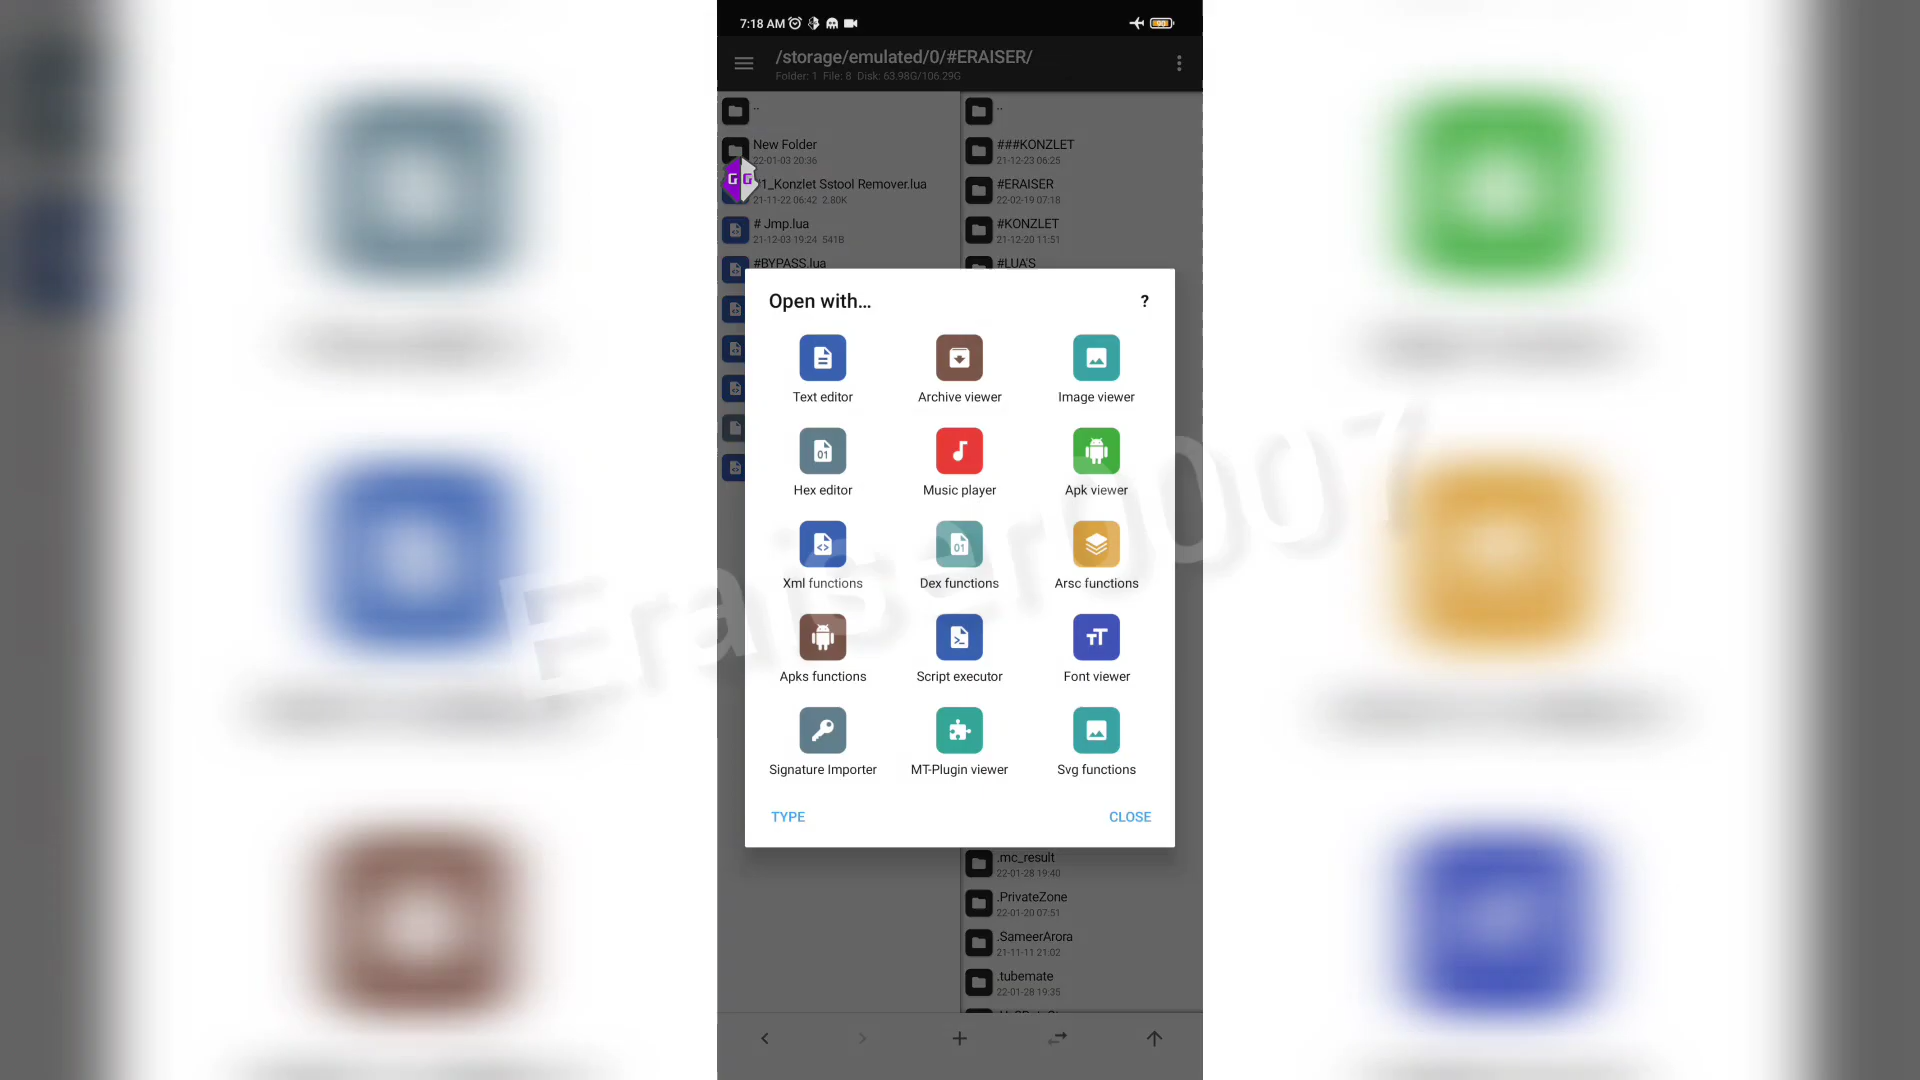 7:18 AM
90
/storage/emulated/0/#ERAISER/
Folder: 1 File: 8 Disk: 63.98G/106.29G
..
New Folder
22-01-03 20:36
GG
1_Konzlet Sstool Remover.lua
21-11-22 06:42 2.80K
# Jmp.lua
21-12-03 19:24 541B
#BYPASS.lua
..
###KONZLET
21-12-23 06:25
#ERAISER
22-02-19 07:18
#KONZLET
21-12-20 11:51
#LUA'S
Open with...
?
Text editor
Archive viewer
Image viewer
01
Hex editor
Music player
Apk viewer
Xml functions
01
Dex functions
Arsc functions
Apks functions
Script executor
TT
Font viewer
Signature Importer
MT-Plugin viewer
Svg functions
TYPE
CLOSE
Eraiser0007
.mc_result
22-01-28 19:40
.PrivateZone
22-01-20 07:51
.SameerArora
21-11-11 21:02
.tubemate
22-01-28 19:35